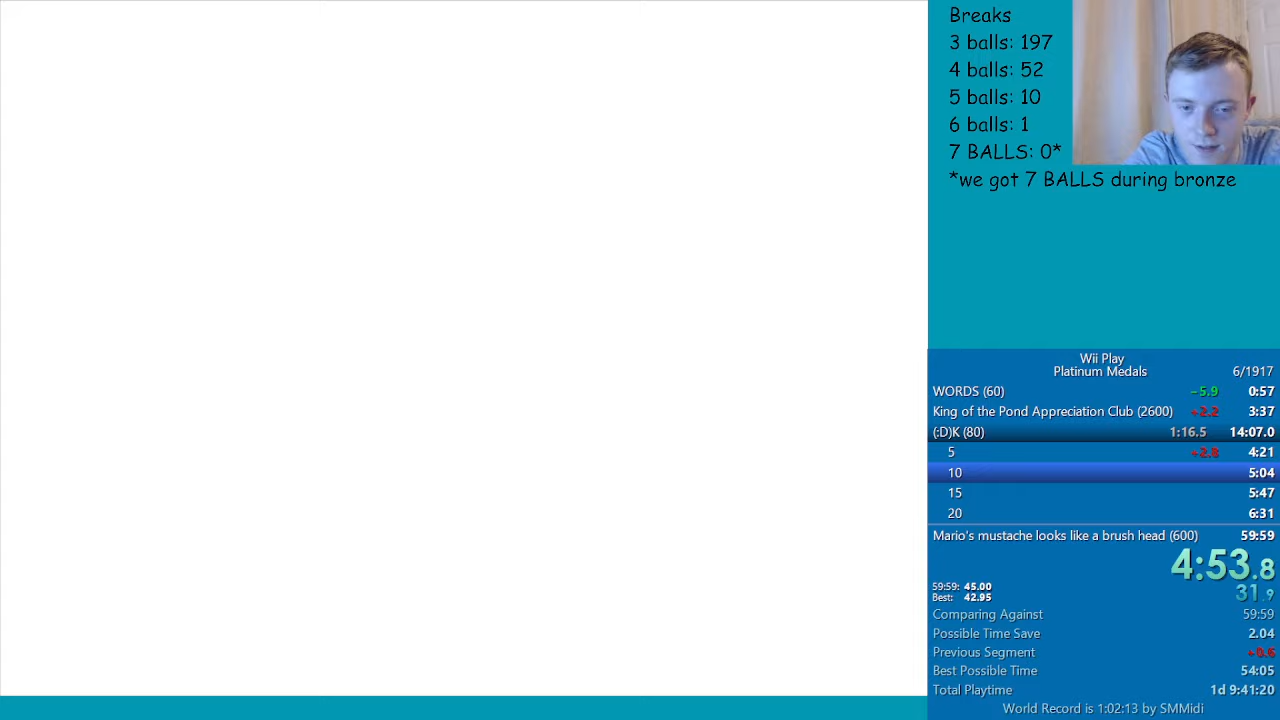 Breaks
3 balls: 197
4 balls: 52
5 balls: 10
6 balls: 1
7 BALLS: 0*
*we got 7 BALLS during bronze
Wii Play
Platinum Medals 6/1917
WORDS (60) -5.9 0:57
King of the Pond Appreciation Club (2600) +2.2 3:37
(;D)K (80) 1:16.5 14:07.0
5 +2.8 4:21
10 5:04
15 5:47
20 6:31
Mario's mustache looks like a brush head (600) 59:59
4:53.8
59:59: 45.00
Best: 42.95
31.9
Comparing Against 59:59
Possible Time Save 2.04
Previous Segment +0.6
Best Possible Time 54:05
Total Playtime 1d 9:41:20
World Record is 1:02:13 by SMMidi